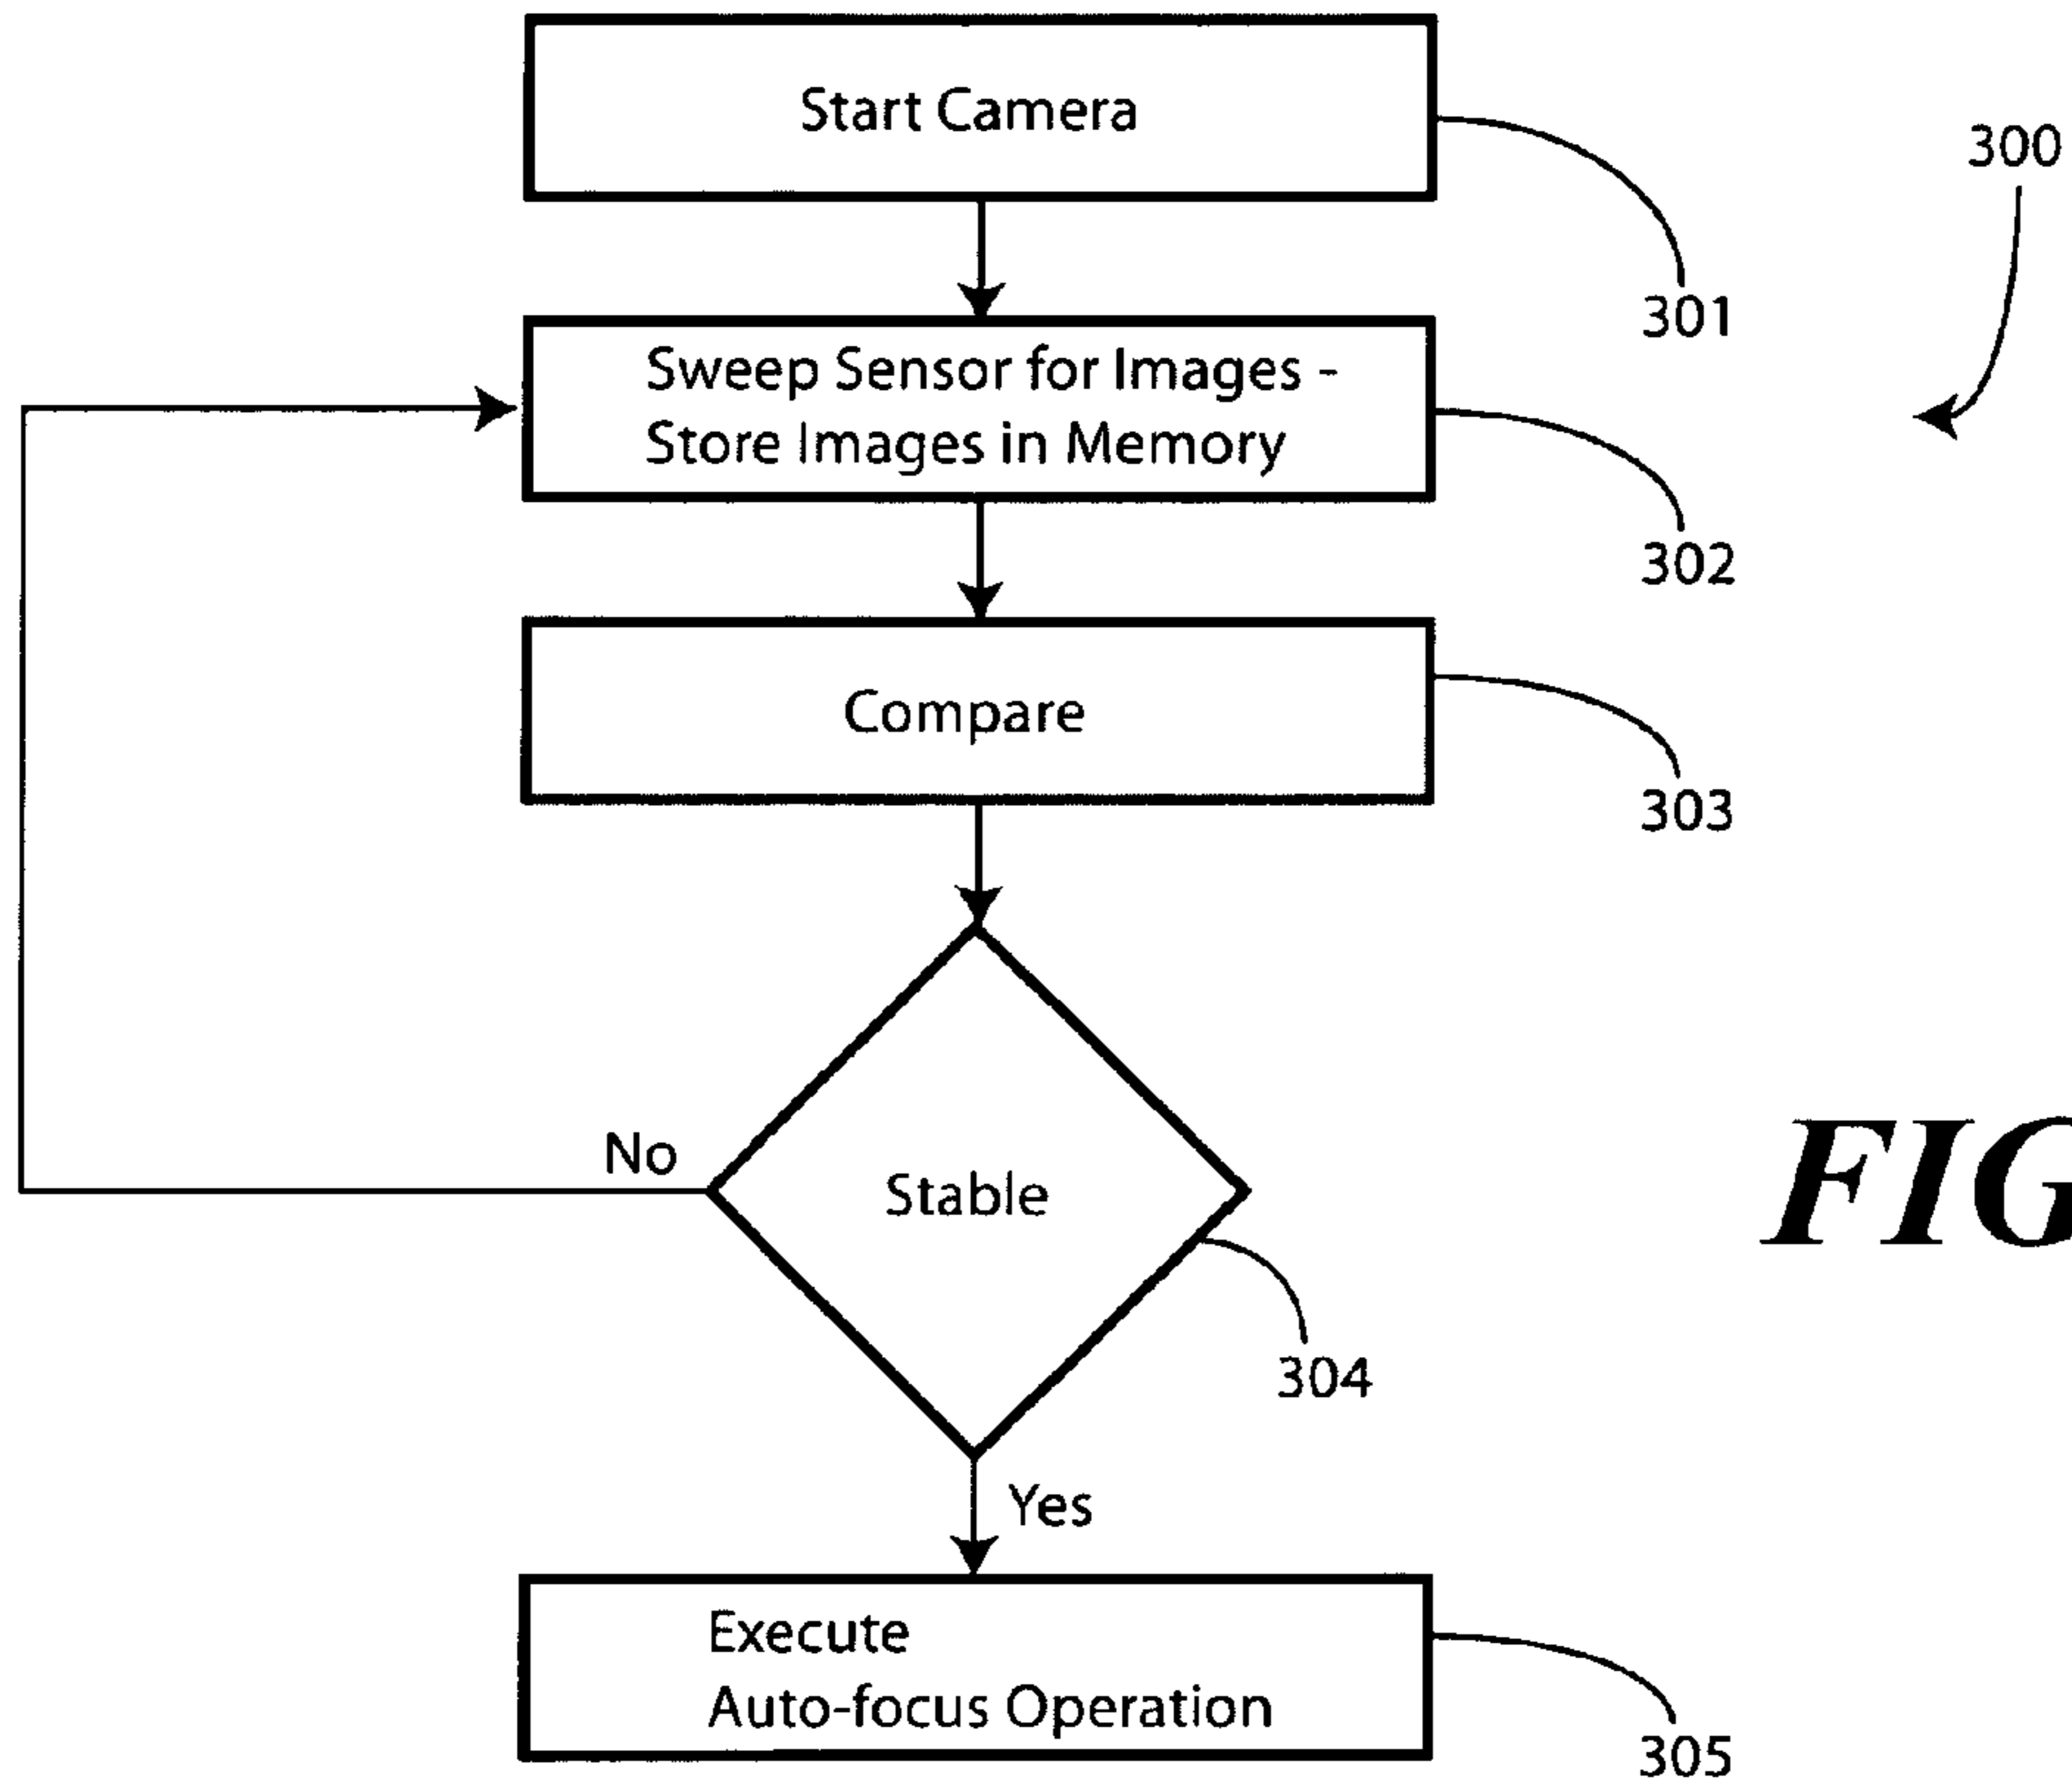 Start Camera
300
301
Sweep Sensor for Images -
Store Images in Memory
302
Compare
303
No
Stable
FIG
304
Yes
Execute
Auto-focus Operation
305